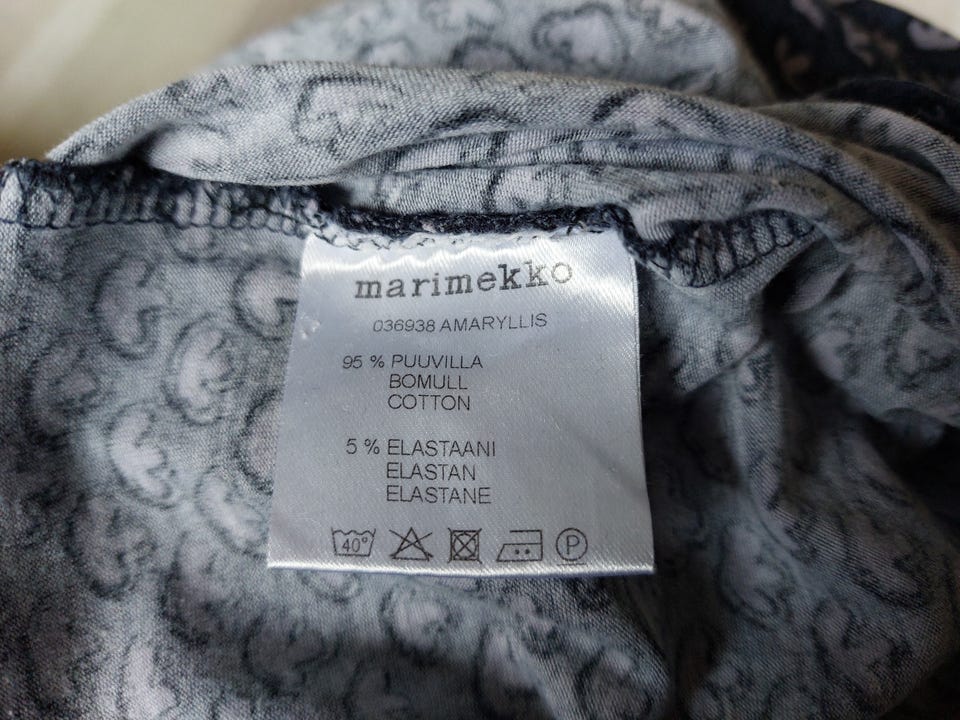 marimekko
036938 AMARYLLIS
95 % PUUVILLA
BOMULL
COTTON
5 % ELASTAANI
ELASTAN
ELASTANE
40° P